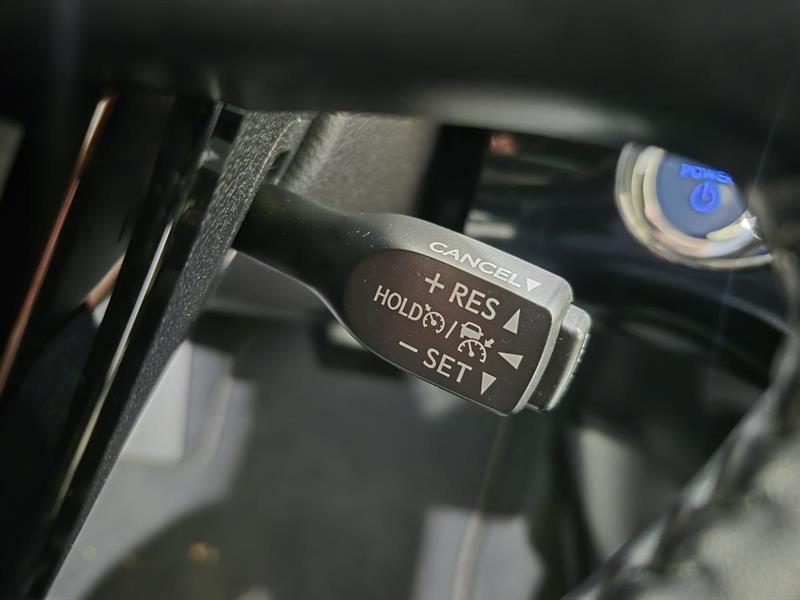 CANCEL▼
+ RES ▲
HOLD / ◀
− SET ▼
POWER